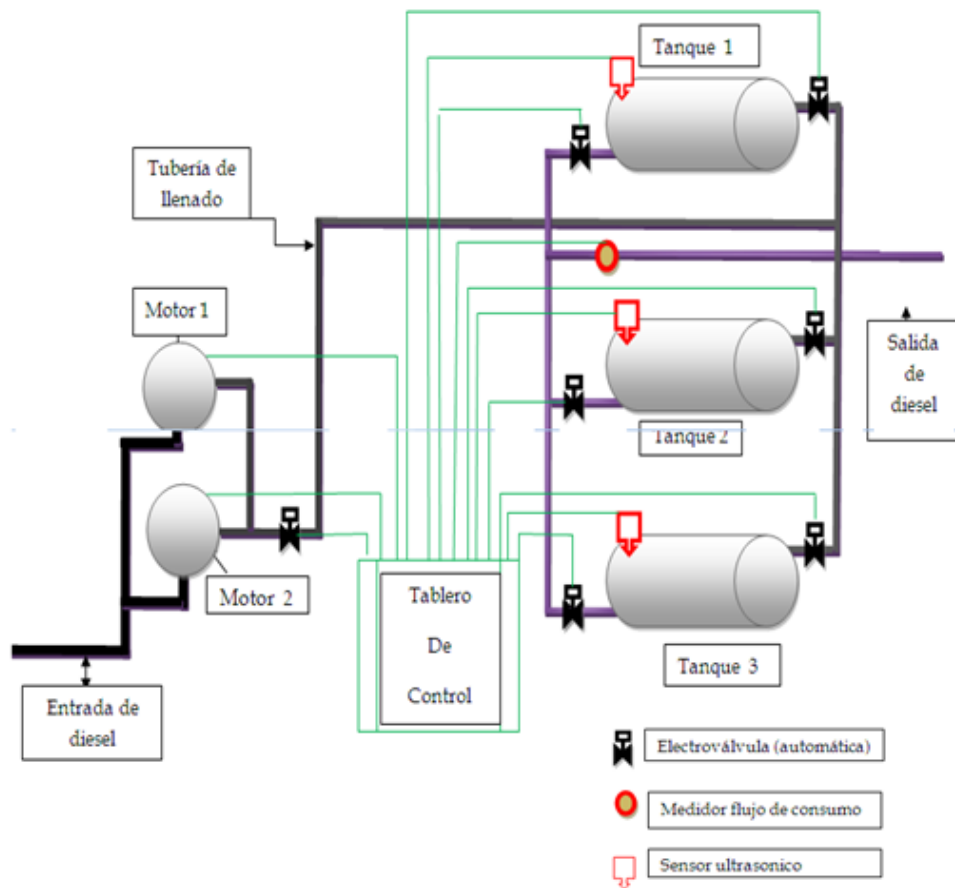 Tanque 1
Tubería de
llenado
Motor 1
Salida
de
diesel
Tanque 2
Motor 2
Tablero
De
Control
Tanque 3
Entrada de
diesel
Electroválvula (automática)
Medidor flujo de consumo
Sensor ultrasonico